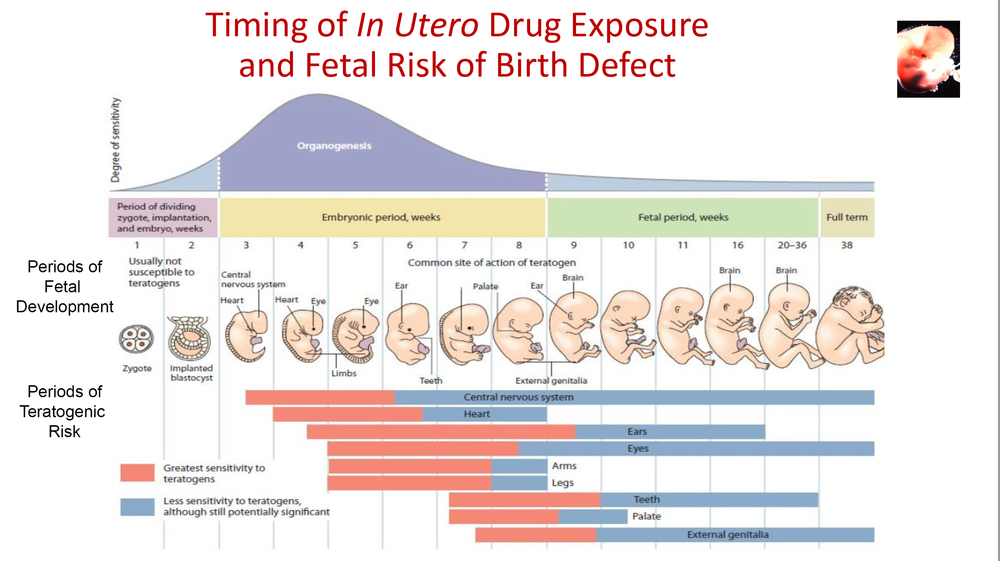 Timing of In Utero Drug Exposure
and Fetal Risk of Birth Defect
Degree of sensitivity
Organogenesis
Period of dividing
zygote, implantation,
and embryo, weeks
Embryonic period, weeks
Fetal period, weeks
Full term
1 2 3 4 5 6 7 8 9 10 11 16 20–36 38
Periods of
Fetal
Development
Usually not
susceptible to
teratogens
Common site of action of teratogen
Central
nervous system
Heart
Heart
Eye
Eye
Ear
Palate
Ear
Brain
Brain
Brain
Zygote
Implanted
blastocyst
Limbs
Teeth
External genitalia
Periods of
Teratogenic
Risk
Central nervous system
Heart
Ears
Eyes
Arms
Legs
Teeth
Palate
External genitalia
Greatest sensitivity to
teratogens
Less sensitivity to teratogens,
although still potentially significant